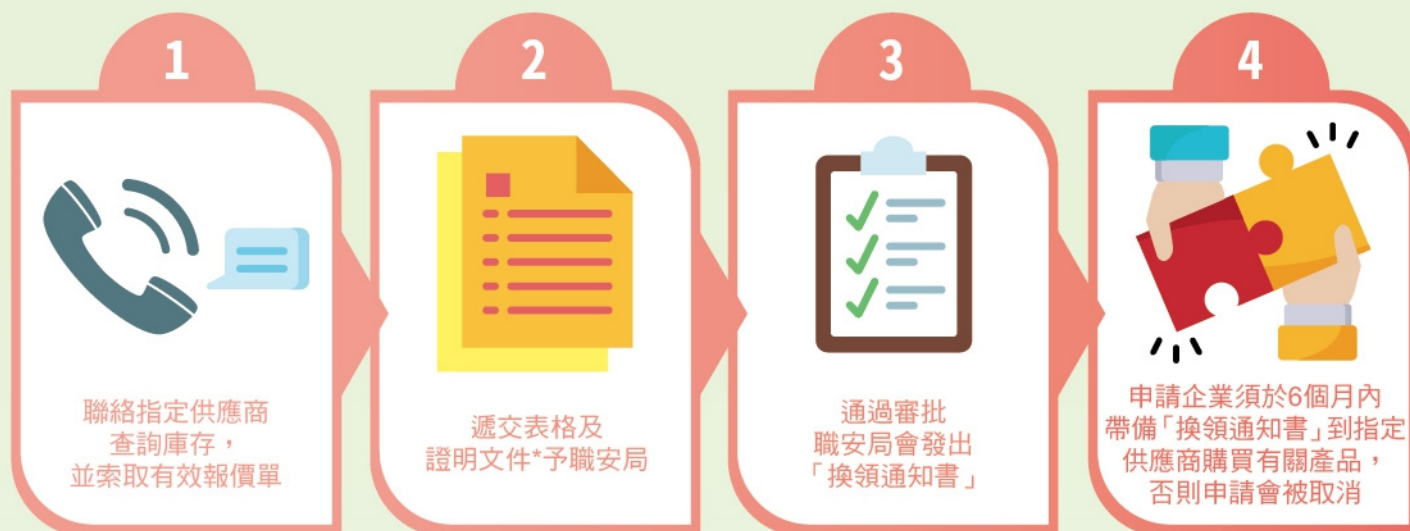 1
聯絡指定供應商
查詢庫存，
並索取有效報價單
2
遞交表格及
證明文件*予職安局
3
通過審批
職安局會發出
「換領通知書」
4
申請企業須於6個月內
帶備「換領通知書」到指定
供應商購買有關產品，
否則申請會被取消